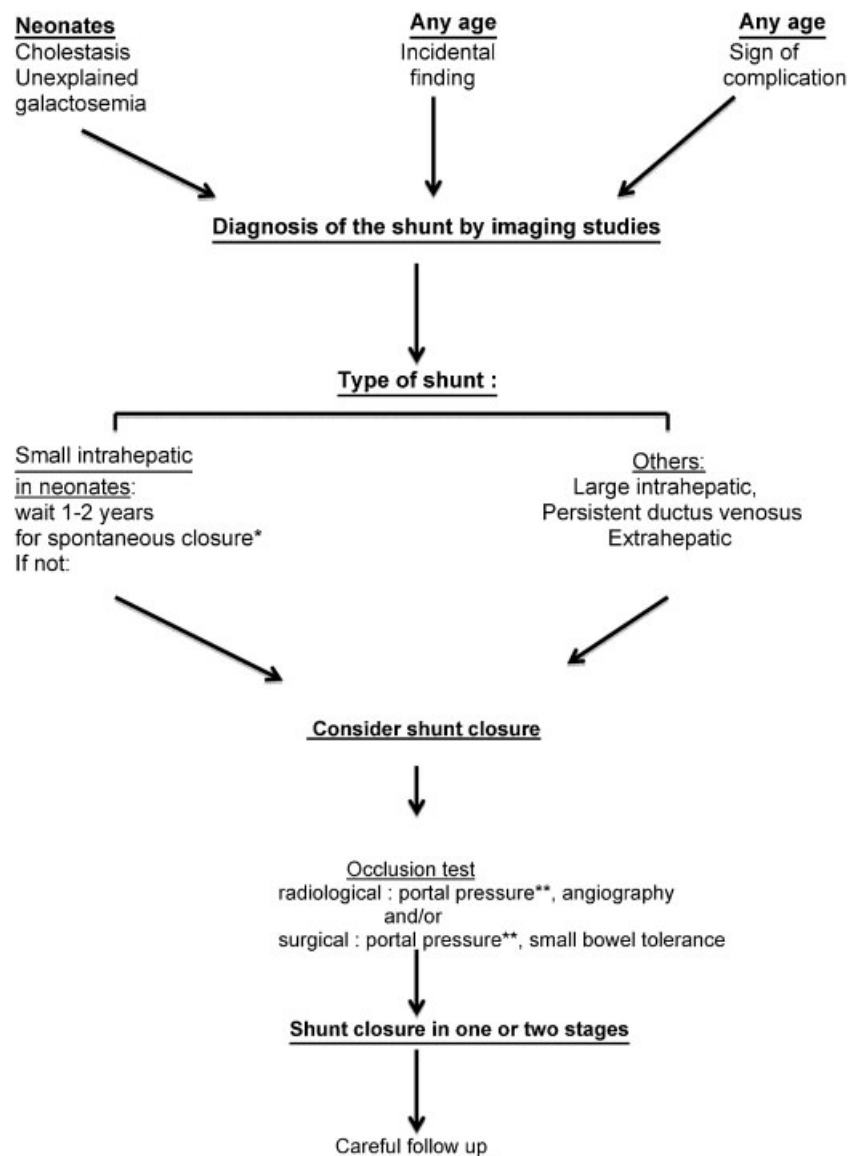 Neonates
Cholestasis
Unexplained
galactosemia
Any age
Incidental
finding
Any age
Sign of
complication
Diagnosis of the shunt by imaging studies
Type of shunt :
Small intrahepatic
in neonates:
wait 1-2 years
for spontaneous closure*
If not:
Others:
Large intrahepatic,
Persistent ductus venosus
Extrahepatic
Consider shunt closure
Occlusion test
radiological : portal pressure**, angiography
and/or
surgical : portal pressure**, small bowel tolerance
Shunt closure in one or two stages
Careful follow up